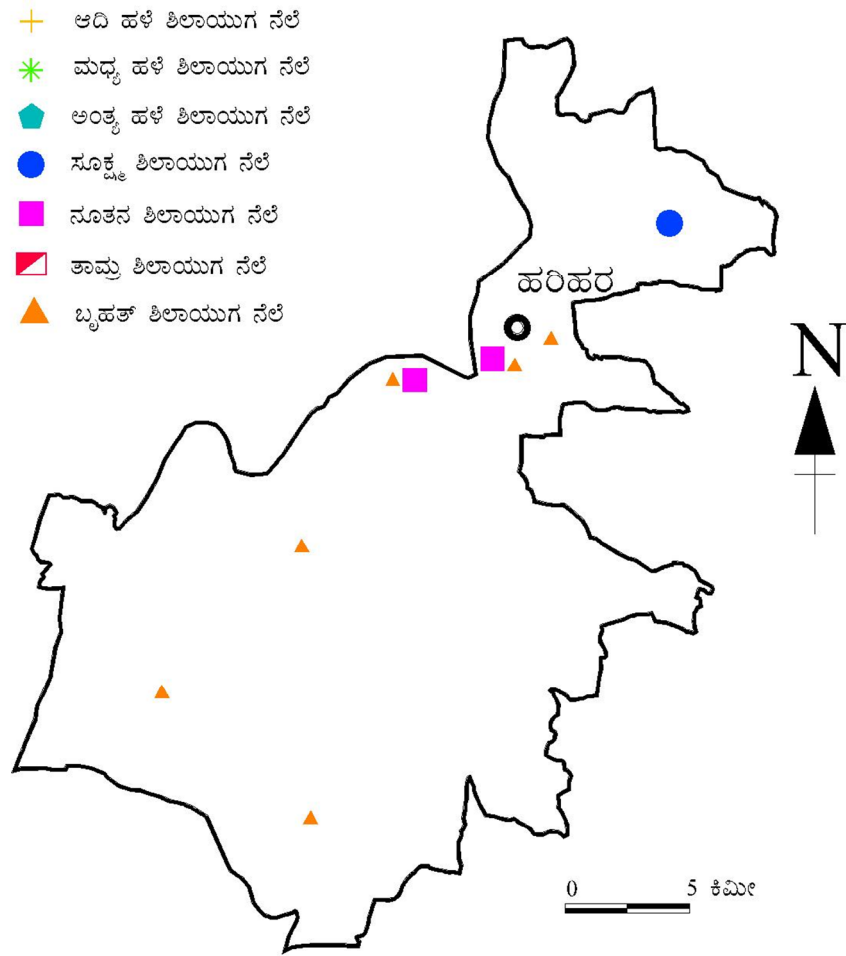 ಆದಿ ಹಳೆ ಶಿಲಾಯುಗ ನೆಲೆ
ಮಧ್ಯ ಹಳೆ ಶಿಲಾಯುಗ ನೆಲೆ
ಅಂತ್ಯ ಹಳೆ ಶಿಲಾಯುಗ ನೆಲೆ
ಸೂಕ್ಷ್ಮ ಶಿಲಾಯುಗ ನೆಲೆ
ನೂತನ ಶಿಲಾಯುಗ ನೆಲೆ
ತಾಮ್ರ ಶಿಲಾಯುಗ ನೆಲೆ
ಬೃಹತ್ ಶಿಲಾಯುಗ ನೆಲೆ
ಹರಿಹರ
N
0 5 ಕಿಮೀ